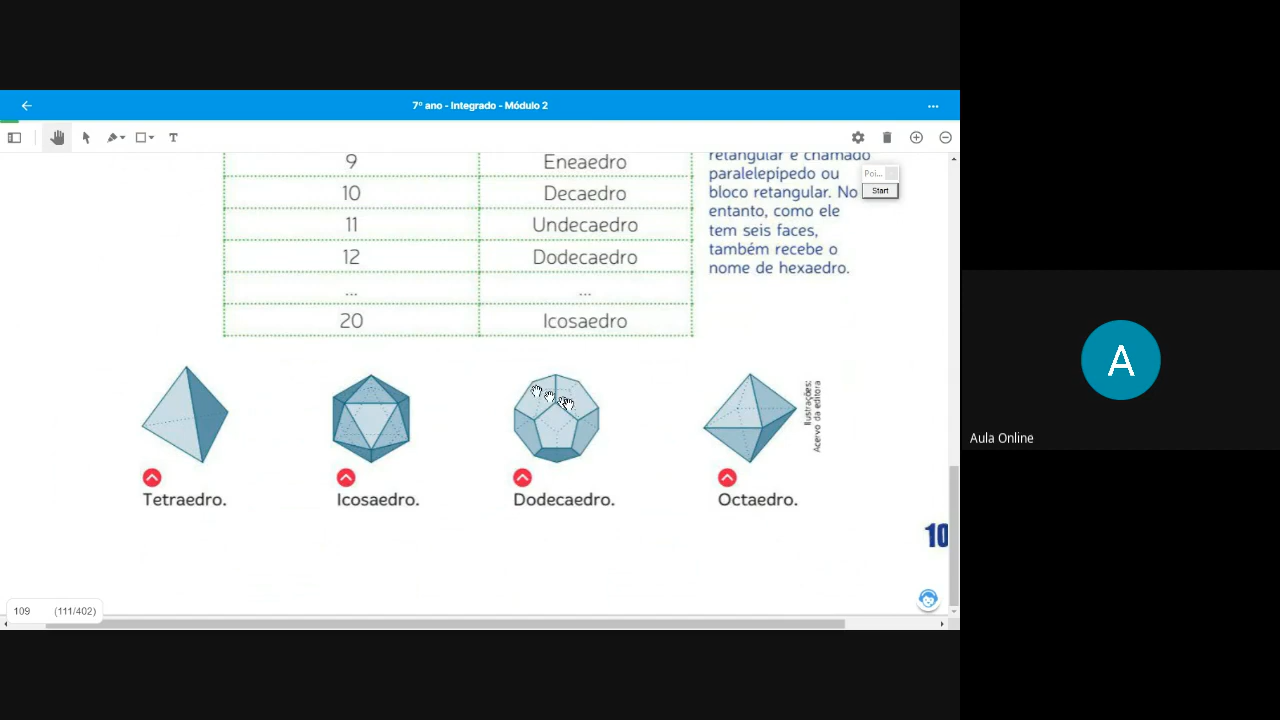 7º ano - Integrado - Módulo 2
T
9 Eneaedro
10 Decaedro
11 Undecaedro
12 Dodecaedro
... ...
20 Icosaedro
retangular é chamado
paralelepípedo ou
bloco retangular. No
entanto, como ele
tem seis faces,
também recebe o
nome de hexaedro.
Poi...
Start
Tetraedro.
Icosaedro.
Dodecaedro.
Octaedro.
Ilustrações:
Acervo da editora
10
109 (111/402)
A
Aula Online